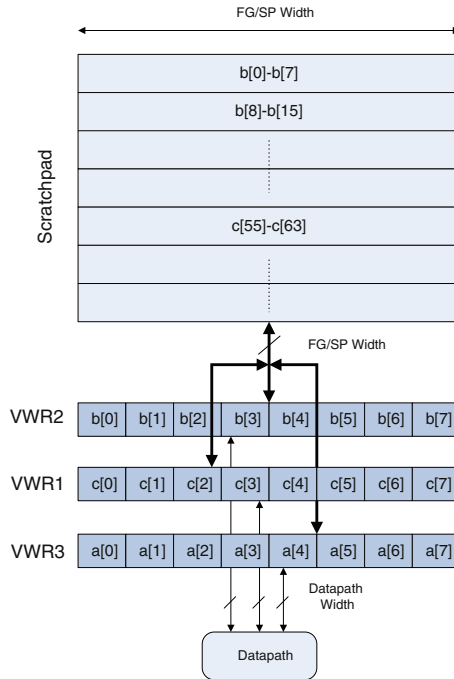 FG/SP Width
Scratchpad
b[0]-b[7]
b[8]-b[15]
c[55]-c[63]
FG/SP Width
VWR2 b[0] b[1] b[2] b[3] b[4] b[5] b[6] b[7]
VWR1 c[0] c[1] c[2] c[3] c[4] c[5] c[6] c[7]
VWR3 a[0] a[1] a[2] a[3] a[4] a[5] a[6] a[7]
Datapath
Width
Datapath